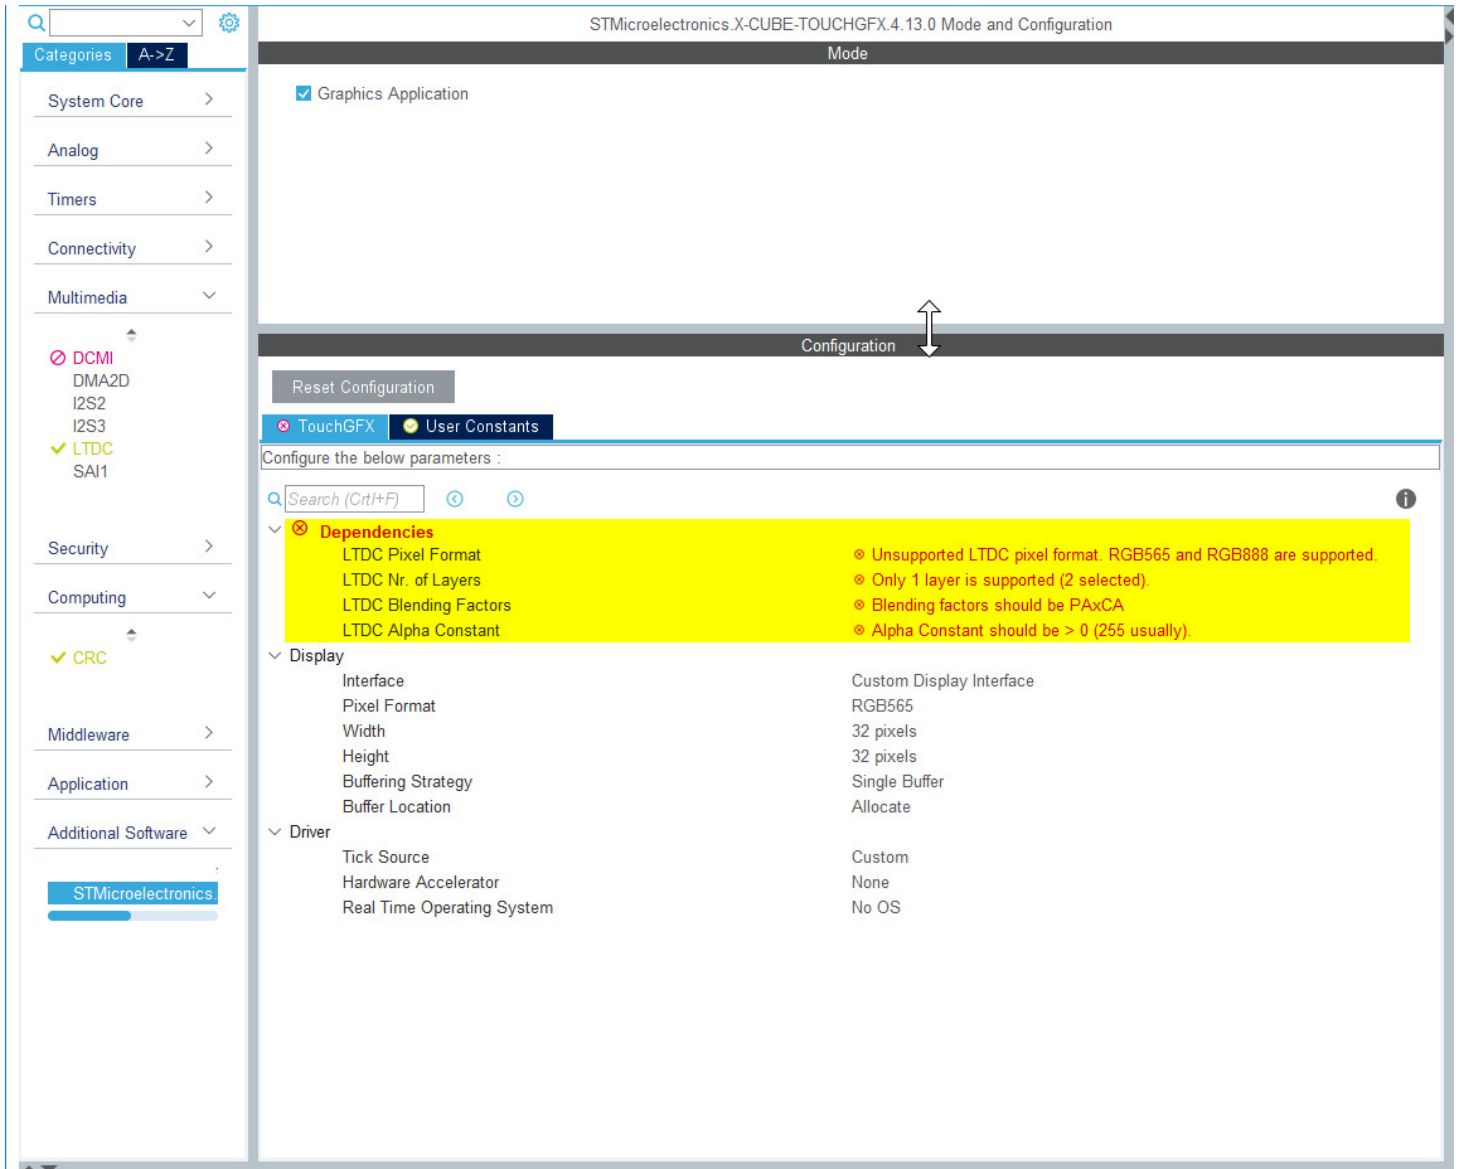 STMicroelectronics.X-CUBE-TOUCHGFX.4.13.0 Mode and Configuration
Categories
A->Z
System Core
Analog
Timers
Connectivity
Multimedia
DCMI
DMA2D
I2S2
I2S3
LTDC
SAI1
Security
Computing
CRC
Middleware
Application
Additional Software
STMicroelectronics.
Mode
Graphics Application
Configuration
Reset Configuration
TouchGFX
User Constants
Configure the below parameters :
Search (Crtl+F)
Dependencies
LTDC Pixel Format Unsupported LTDC pixel format. RGB565 and RGB888 are supported.
LTDC Nr. of Layers Only 1 layer is supported (2 selected).
LTDC Blending Factors Blending factors should be PAxCA
LTDC Alpha Constant Alpha Constant should be > 0 (255 usually).
Display
Interface Custom Display Interface
Pixel Format RGB565
Width 32 pixels
Height 32 pixels
Buffering Strategy Single Buffer
Buffer Location Allocate
Driver
Tick Source Custom
Hardware Accelerator None
Real Time Operating System No OS